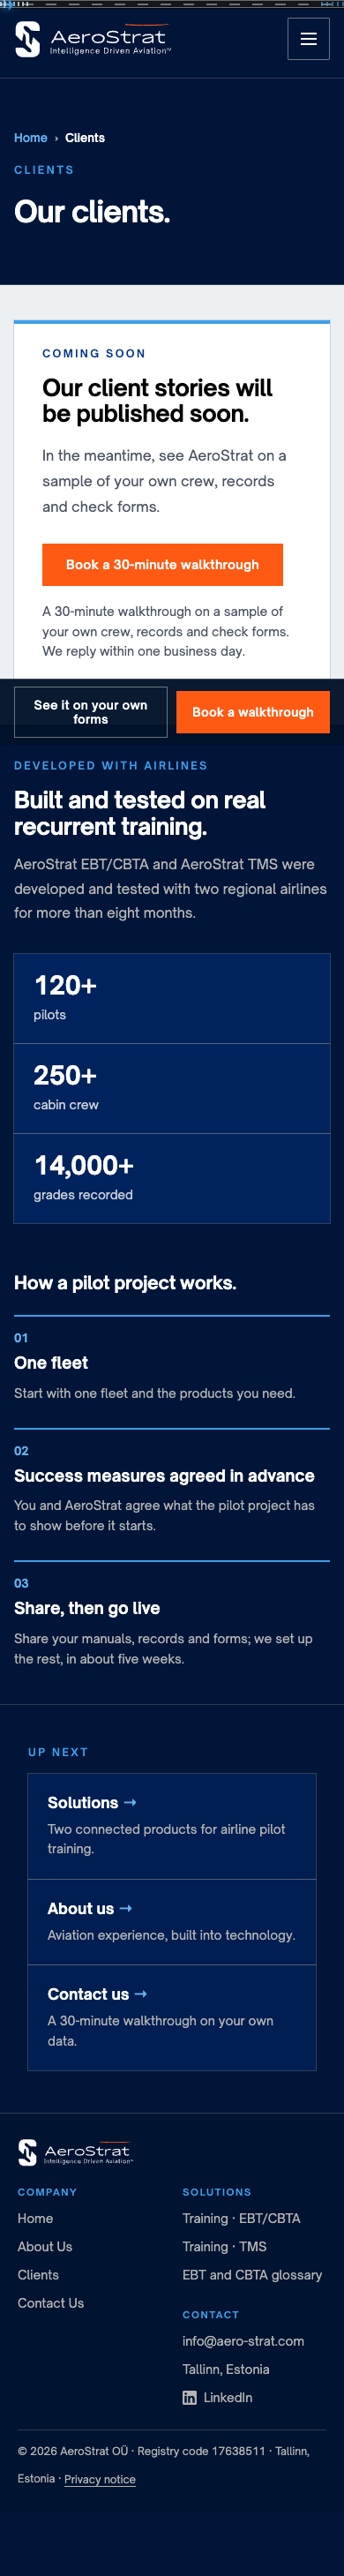 AeroStrat
Intelligence Driven Aviation™
Home › Clients
CLIENTS
Our clients.
COMING SOON
Our client stories will
be published soon.
In the meantime, see AeroStrat on a
sample of your own crew, records
and check forms.
Book a 30-minute walkthrough
A 30-minute walkthrough on a sample of
your own crew, records and check forms.
We reply within one business day.
See it on your own
forms
Book a walkthrough
DEVELOPED WITH AIRLINES
Built and tested on real
recurrent training.
AeroStrat EBT/CBTA and AeroStrat TMS were
developed and tested with two regional airlines
for more than eight months.
120+
pilots
250+
cabin crew
14,000+
grades recorded
How a pilot project works.
01
One fleet
Start with one fleet and the products you need.
02
Success measures agreed in advance
You and AeroStrat agree what the pilot project has
to show before it starts.
03
Share, then go live
Share your manuals, records and forms; we set up
the rest, in about five weeks.
UP NEXT
Solutions →
Two connected products for airline pilot
training.
About us →
Aviation experience, built into technology.
Contact us →
A 30-minute walkthrough on your own
data.
AeroStrat
Intelligence Driven Aviation™
COMPANY
Home
About Us
Clients
Contact Us
SOLUTIONS
Training · EBT/CBTA
Training · TMS
EBT and CBTA glossary
CONTACT
info@aero-strat.com
Tallinn, Estonia
LinkedIn
© 2026 AeroStrat OÜ · Registry code 17638511 · Tallinn,
Estonia · Privacy notice